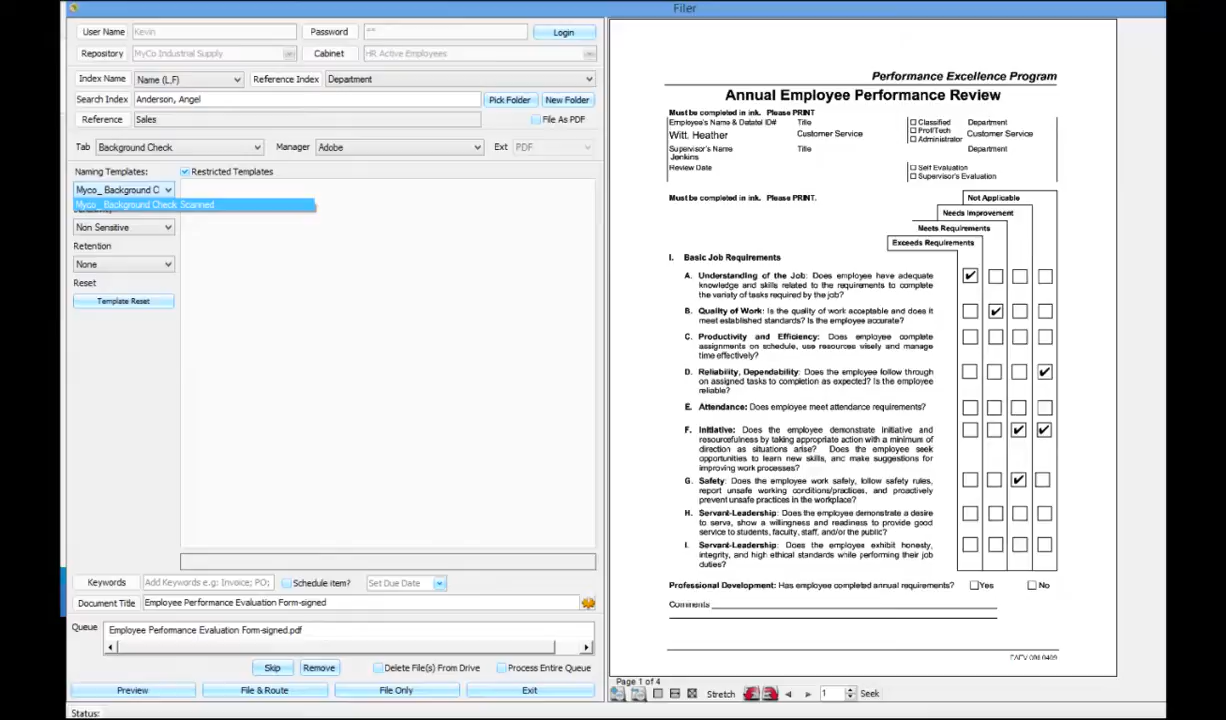 Filer
User Name Kevin Password ** Login
Repository MyCo Industrial Supply Cabinet HR Active Employees
Index Name Name (L,F) Reference Index Department
Search Index Anderson, Angel Pick Folder New Folder
Reference Sales File As PDF
Tab Background Check Manager Adobe Ext PDF
Naming Templates: Restricted Templates
Myco_ Background C
Myco_ Background Check Scanned
Non Sensitive
Retention
None
Reset
Template Reset
Keywords Add Keywords e.g: Invoice; PO; Schedule item? Set Due Date
Document Title Employee Performance Evaluation Form-signed
Queue Employee Performance Evaluation Form-signed.pdf
Skip Remove Delete File(s) From Drive Process Entire Queue
Preview File & Route File Only Exit
Status:
Performance Excellence Program
Annual Employee Performance Review
Must be completed in ink. Please PRINT
Employee's Name & Datatel ID# Title Classified Department
Witt, Heather Customer Service Prof/Tech Customer Service
Administrator
Supervisor's Name Title
Jenkins
Review Date Self Evaluation
Supervisor's Evaluation
Must be completed in ink. Please PRINT. Not Applicable
Needs Improvement
Meets Requirements
Exceeds Requirements
I. Basic Job Requirements
A. Understanding of the Job: Does employee have adequate
knowledge and skills related to the requirements to complete
the variety of tasks required by the job?
B. Quality of Work: Is the quality of work acceptable and does it
meet established standards? Is the employee accurate?
C. Productivity and Efficiency: Does employee complete
assignments on schedule, use resources wisely and manage
time effectively?
D. Reliability, Dependability: Does the employee follow through
on assigned tasks to completion as expected? Is the employee
reliable?
E. Attendance: Does employee meet attendance requirements?
F. Initiative: Does the employee demonstrate initiative and
resourcefulness by taking appropriate action with a minimum of
direction as situations arise? Does the employee seek
opportunities to learn new skills, and make suggestions for
improving work processes?
G. Safety: Does the employee work safely, follow safety rules,
report unsafe working conditions/practices, and proactively
prevent unsafe practices in the workplace?
H. Servant-Leadership: Does the employee demonstrate a desire
to serve, show a willingness and readiness to provide good
service to students, faculty, staff, and/or the public?
I. Servant-Leadership: Does the employee exhibit honesty,
integrity, and high ethical standards while performing their job
duties?
Professional Development: Has employee completed annual requirements? Yes No
Comments
Page 1 of 4
Stretch 1 Seek